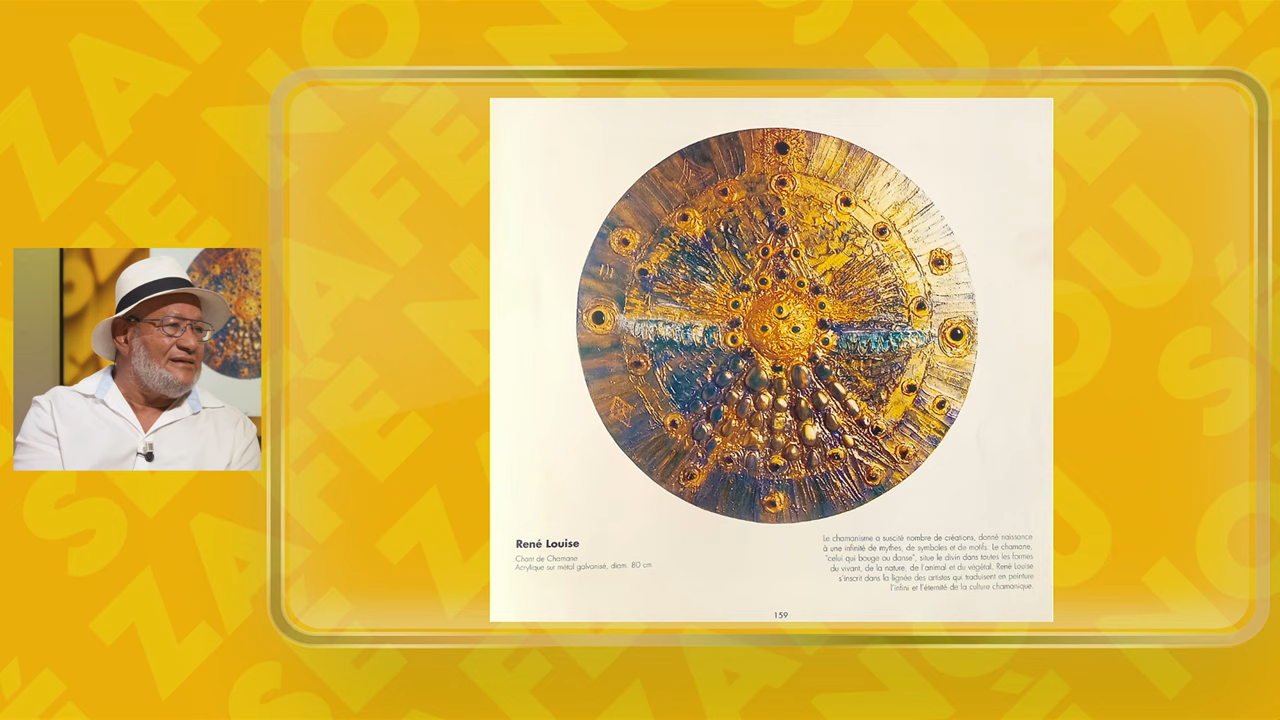 René Louise
Chant de Chamane
Acrylique sur métal galvanisé, diam. 80 cm
Le chamanisme a suscité nombre de créations, donné naissance
à une infinité de mythes, de symboles et de motifs. Le chamane,
"celui qui bouge ou danse", situe le divin dans toutes les formes
du vivant, de la nature, de l'animal et du végétal. René Louise
s'inscrit dans la lignée des artistes qui traduisent en peinture
l'infini et l'éternité de la culture chamanique.
159